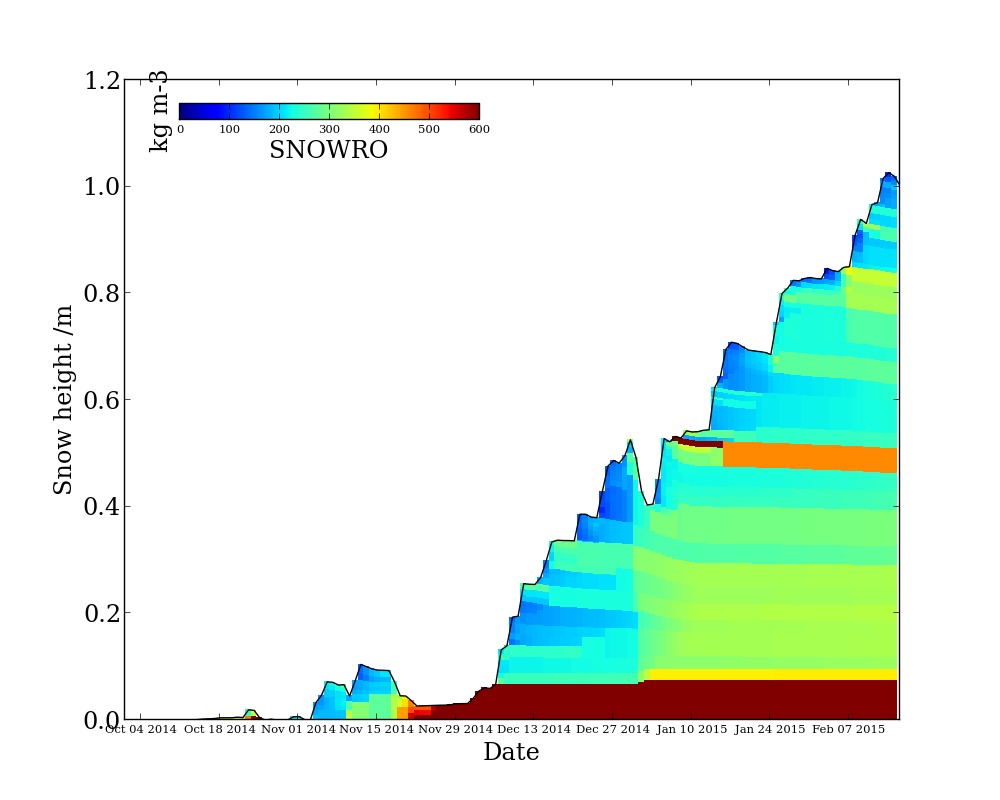 1.2
1.0
0.8
0.6
0.4
0.2
0.0
Snow height /m
kg m-3
0 100 200 300 400 500 600
SNOWRO
Oct 04 2014 Oct 18 2014 Nov 01 2014 Nov 15 2014 Nov 29 2014 Dec 13 2014 Dec 27 2014 Jan 10 2015 Jan 24 2015 Feb 07 2015
Date